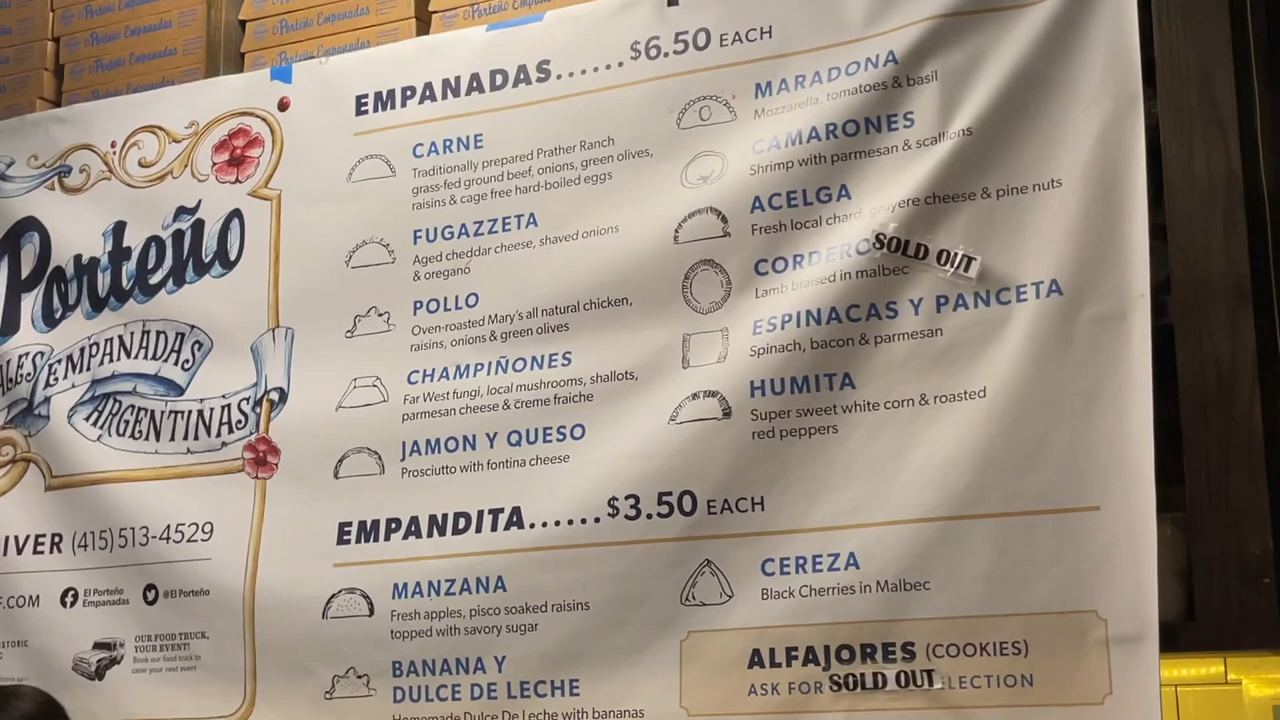 El Porteño Empanadas
Porteño Empanadas
El Porteño Empanadas
Porteño
ALES EMPANADAS
ARGENTINAS
IVER (415) 513-4529
F.COM
El Porteño
Empanadas
@El Porteño
OUR FOOD TRUCK,
YOUR EVENT!
Book our food truck to
cater your next event
EMPANADAS......$6.50 EACH
CARNE
Traditionally prepared Prather Ranch
grass-fed ground beef, onions, green olives,
raisins & cage free hard-boiled eggs
FUGAZZETA
Aged cheddar cheese, shaved onions
& oregano
POLLO
Oven-roasted Mary's all natural chicken,
raisins, onions & green olives
CHAMPIÑONES
Far West fungi, local mushrooms, shallots,
parmesan cheese & creme fraiche
JAMON Y QUESO
Prosciutto with fontina cheese
MARADONA
Mozzarella, tomatoes & basil
CAMARONES
Shrimp with parmesan & scallions
ACELGA
Fresh local chard, gruyere cheese & pine nuts
CORDERO SOLD OUT
Lamb braised in malbec
ESPINACAS Y PANCETA
Spinach, bacon & parmesan
HUMITA
Super sweet white corn & roasted
red peppers
EMPANDITA......$3.50 EACH
MANZANA
Fresh apples, pisco soaked raisins
topped with savory sugar
BANANA Y
DULCE DE LECHE
Homemade Dulce De Leche with bananas
CEREZA
Black Cherries in Malbec
ALFAJORES (COOKIES)
ASK FOR SOLD OUT LECTION